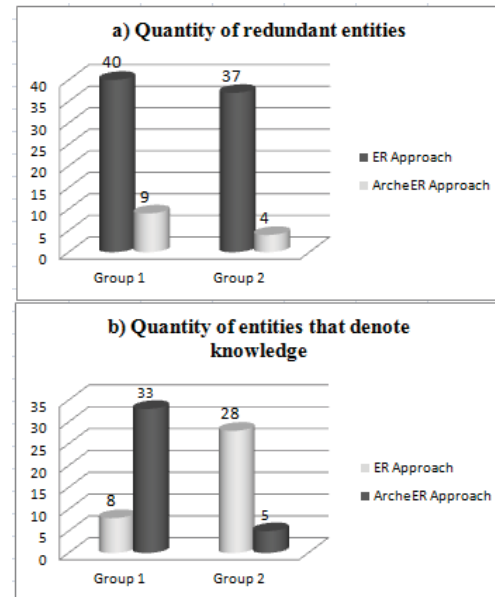 a) Quantity of redundant entities
40
37
40
35
30
25
20
15
10
5
0
9
4
Group 1
Group 2
ER Approach
ArcheER Approach
b) Quantity of entities that denote
knowledge
35
30
25
20
15
10
5
0
33
28
8
5
Group 1
Group 2
ER Approach
ArcheER Approach